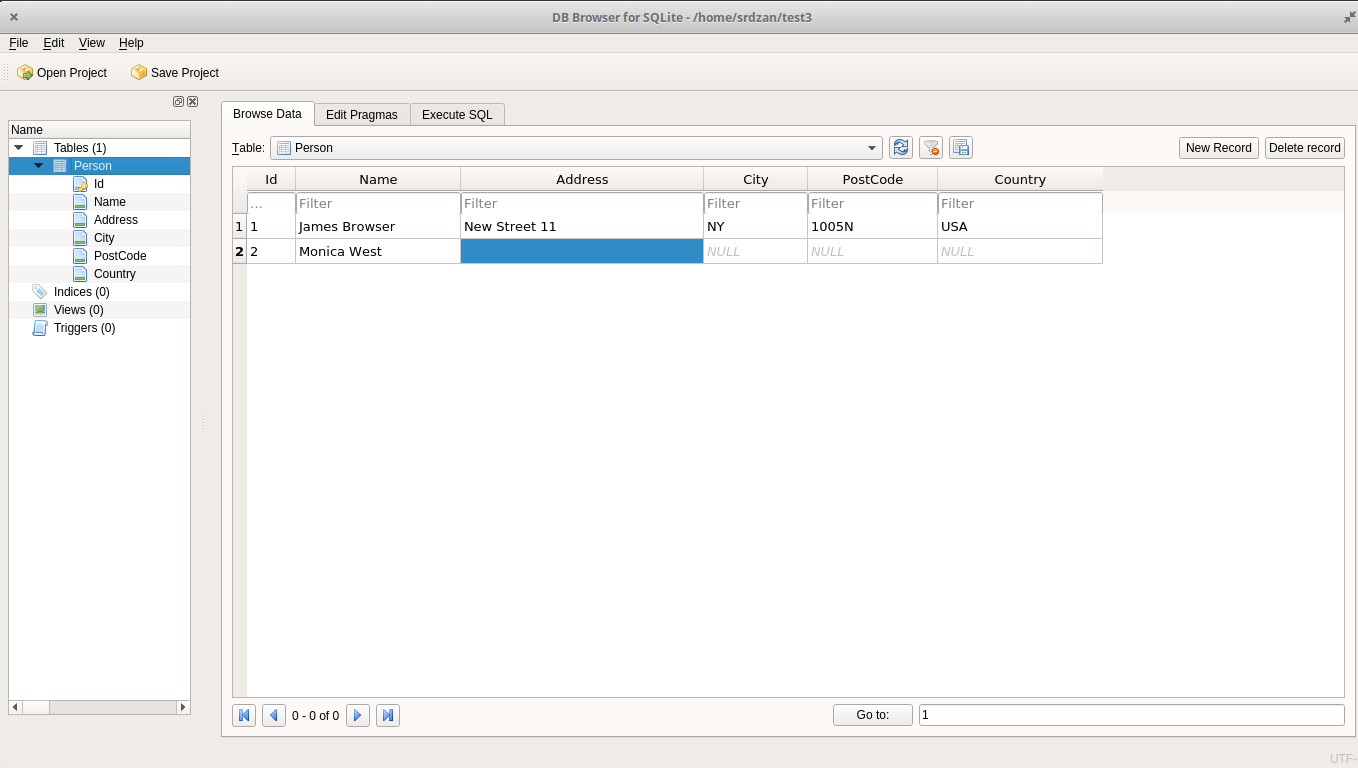 DB Browser for SQLite - /home/srdzan/test3
File Edit View Help
Open Project Save Project
Name
Tables (1)
Person
Id
Name
Address
City
PostCode
Country
Indices (0)
Views (0)
Triggers (0)
Browse Data Edit Pragmas Execute SQL
Table: Person New Record Delete record
Id Name Address City PostCode Country
... Filter Filter Filter Filter Filter
1 1 James Browser New Street 11 NY 1005N USA
2 2 Monica West NULL NULL NULL
0 - 0 of 0 Go to: 1
UTF-